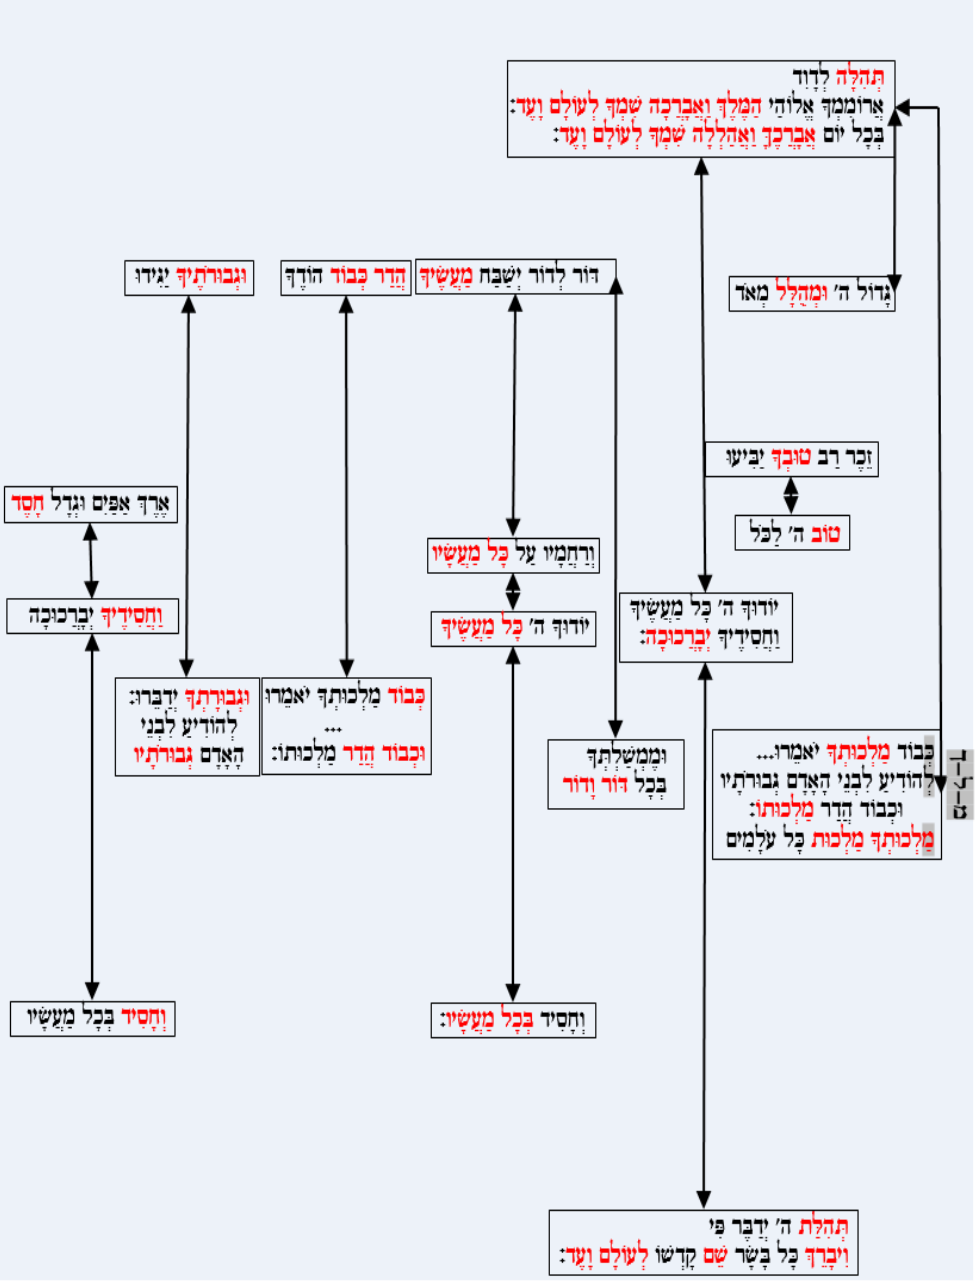 תְּהִלָּה לְדָוִד
אֲרוֹמִמְךָ אֱלוֹהַי הַמֶּלֶךְ וַאֲבָרֲכָה שִׁמְךָ לְעוֹלָם וָעֶד:
בְּכָל יוֹם אֲבָרֲכֶךָּ וַאֲהַלְלָה שִׁמְךָ לְעוֹלָם וָעֶד:
גָּדוֹל ה' וּמְהֻלָּל מְאֹד
דּוֹר לְדוֹר יְשַׁבַּח מַעֲשֶׂיךָ
הֲדַר כְּבוֹד הוֹדֶךָ
וּגְבוּרֹתֶיךָ יַגִּידוּ
זֵכֶר רַב טוּבְךָ יַבִּיעוּ
טוֹב ה' לַכֹּל
אֶרֶךְ אַפַּיִם וּגְדָל חָסֶד
וְרַחֲמָיו עַל כָּל מַעֲשָׂיו
יוֹדוּךָ ה' כָּל מַעֲשֶׂיךָ
וַחֲסִידֶיךָ יְבָרֲכוּכָה:
יוֹדוּךָ ה' כָּל מַעֲשֶׂיךָ
וַחֲסִידֶיךָ יְבָרֲכוּכָה
כְּבוֹד מַלְכוּתְךָ יֹאמֵרוּ...
לְהוֹדִיעַ לִבְנֵי הָאָדָם גְּבוּרֹתָיו
וּכְבוֹד הֲדַר מַלְכוּתוֹ:
מַלְכוּתְךָ מַלְכוּת כָּל עֹלָמִים
מ-ל-ך
וּמֶמְשַׁלְתְּךָ
בְּכָל דּוֹר וָדוֹר
כְּבוֹד מַלְכוּתְךָ יֹאמֵרוּ
...
וּכְבוֹד הֲדַר מַלְכוּתוֹ:
וּגְבוּרָתְךָ יְדַבֵּרוּ:
לְהוֹדִיעַ לִבְנֵי
הָאָדָם גְּבוּרֹתָיו
וְחָסִיד בְּכָל מַעֲשָׂיו:
וְחָסִיד בְּכָל מַעֲשָׂיו
תְּהִלַּת ה' יְדַבֶּר פִּי
וִיבָרֵךְ כָּל בָּשָׂר שֵׁם קָדְשׁוֹ לְעוֹלָם וָעֶד: